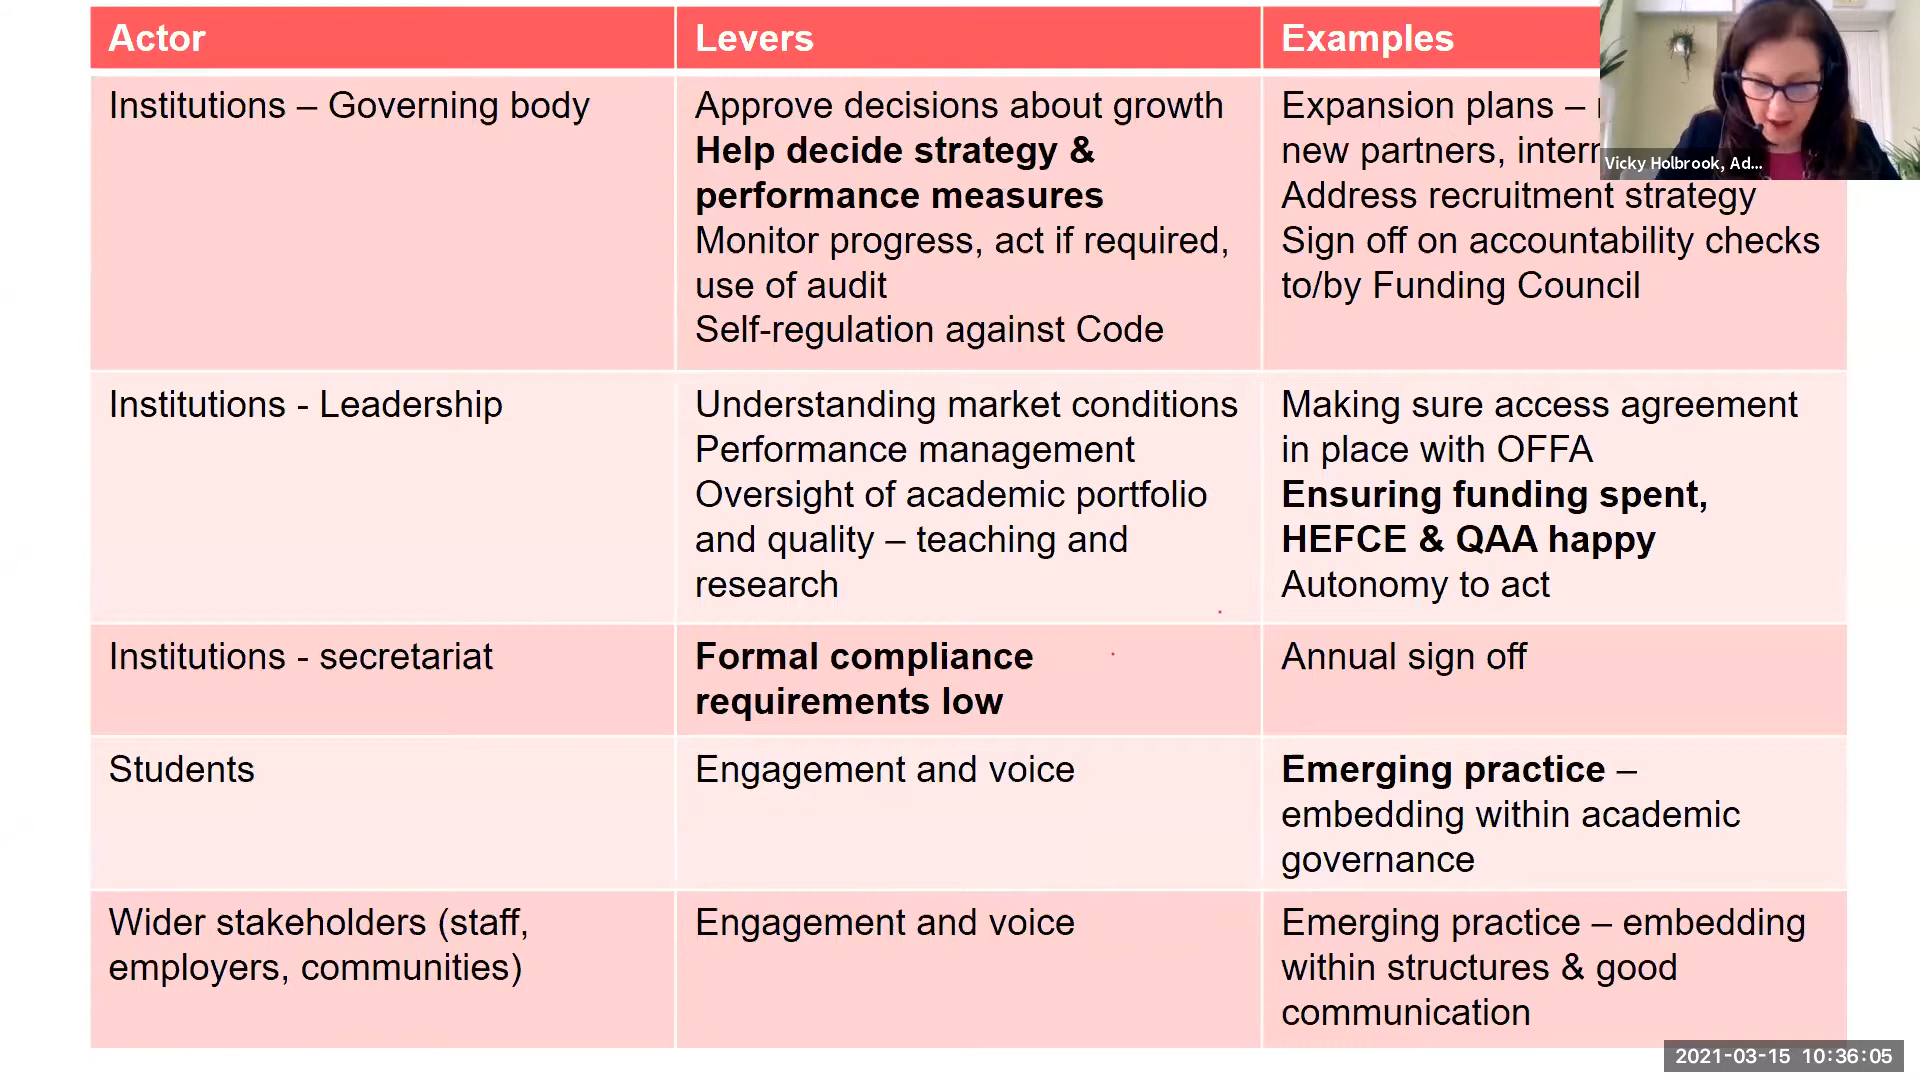 Actor
Levers
Examples
Institutions – Governing body
Approve decisions about growth
Help decide strategy &
performance measures
Monitor progress, act if required,
use of audit
Self-regulation against Code
Expansion plans –
new partners,
Address recruitment strategy
Sign off on accountability checks
to/by Funding Council
Institutions - Leadership
Understanding market conditions
Performance management
Oversight of academic portfolio
and quality – teaching and
research
Making sure access agreement
in place with OFFA
Ensuring funding spent,
HEFCE & QAA happy
Autonomy to act
Institutions - secretariat
Formal compliance
requirements low
Annual sign off
Students
Engagement and voice
Emerging practice –
embedding within academic
governance
Wider stakeholders (staff,
employers, communities)
Engagement and voice
Emerging practice – embedding
within structures & good
communication
Vicky Holbrook, Ad...
2021-03-15 10:36:05